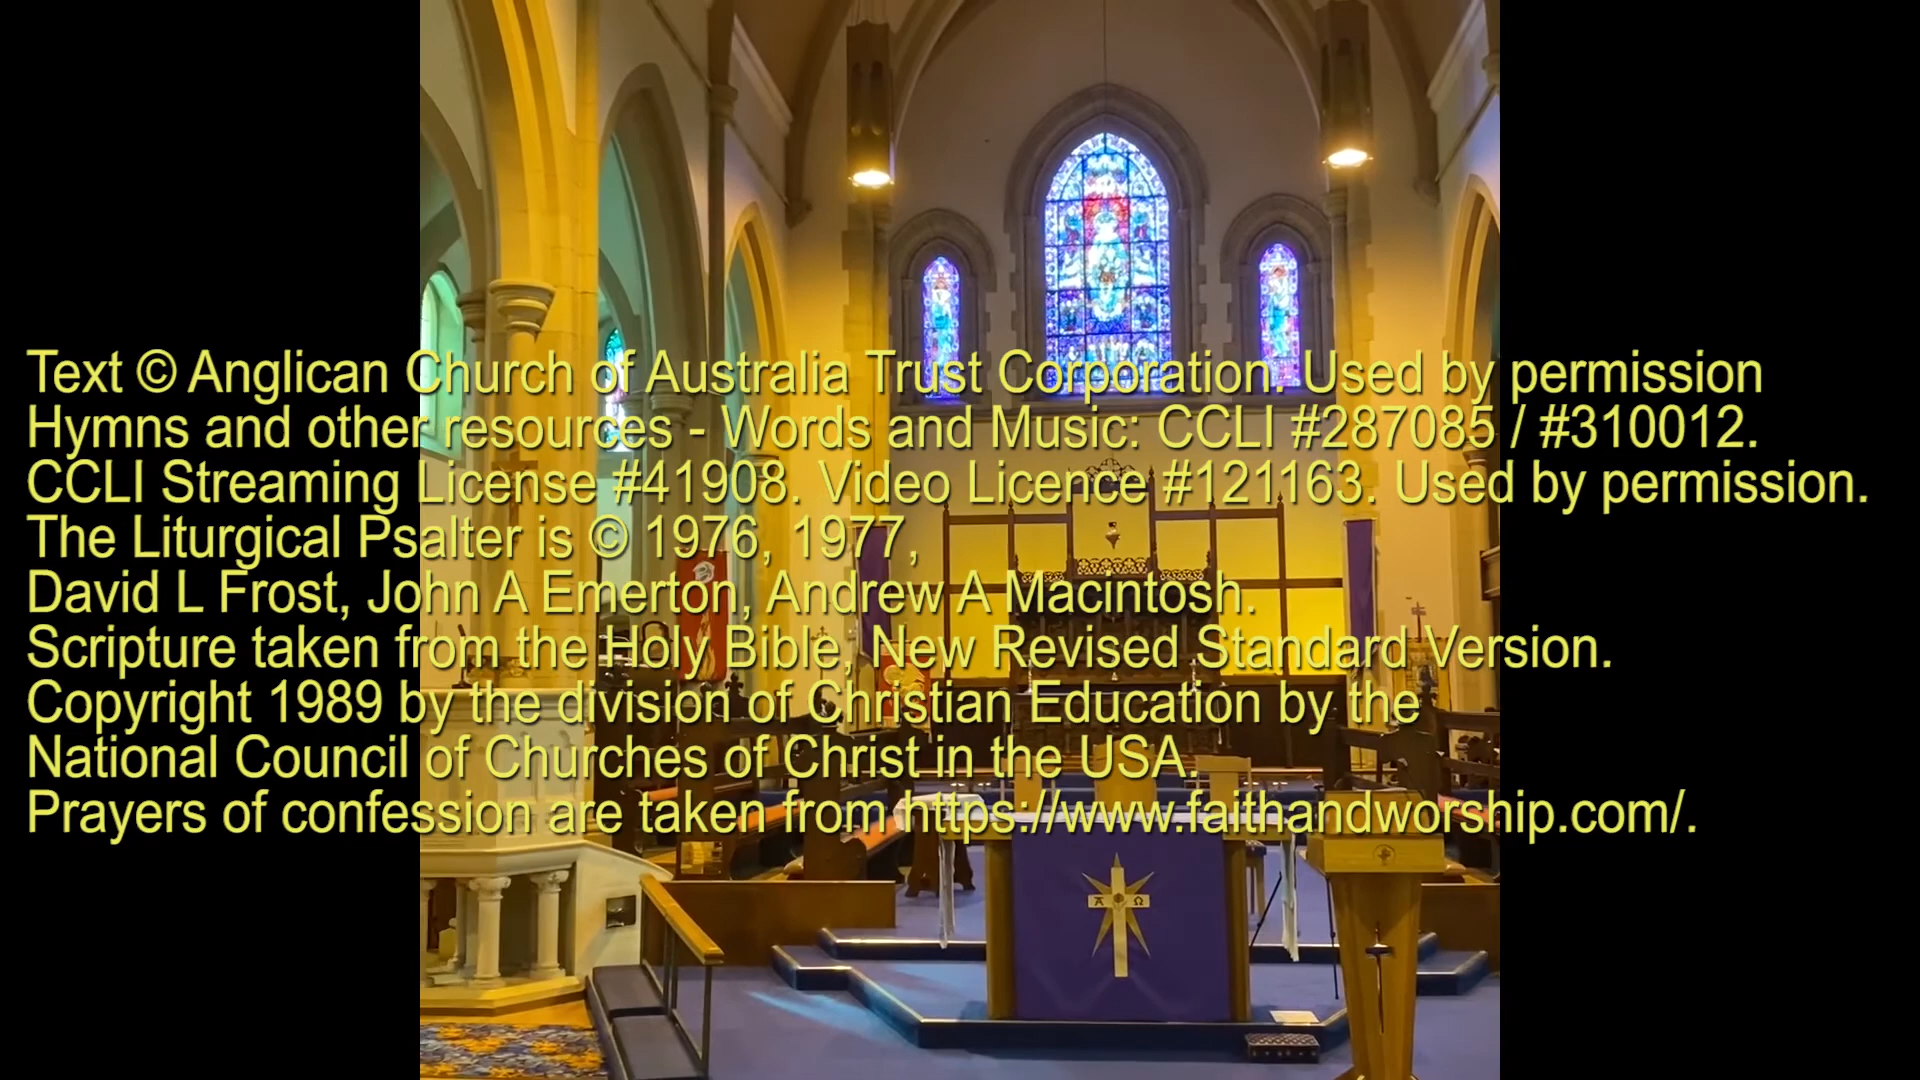 Text © Anglican Church of Australia Trust Corporation. Used by permission
Hymns and other resources - Words and Music: CCLI #287085 / #310012.
CCLI Streaming License #41908. Video Licence #121163. Used by permission.
The Liturgical Psalter is © 1976, 1977,
David L Frost, John A Emerton, Andrew A Macintosh.
Scripture taken from the Holy Bible, New Revised Standard Version.
Copyright 1989 by the division of Christian Education by the
National Council of Churches of Christ in the USA.
Prayers of confession are taken from https://www.faithandworship.com/.
Α Ω